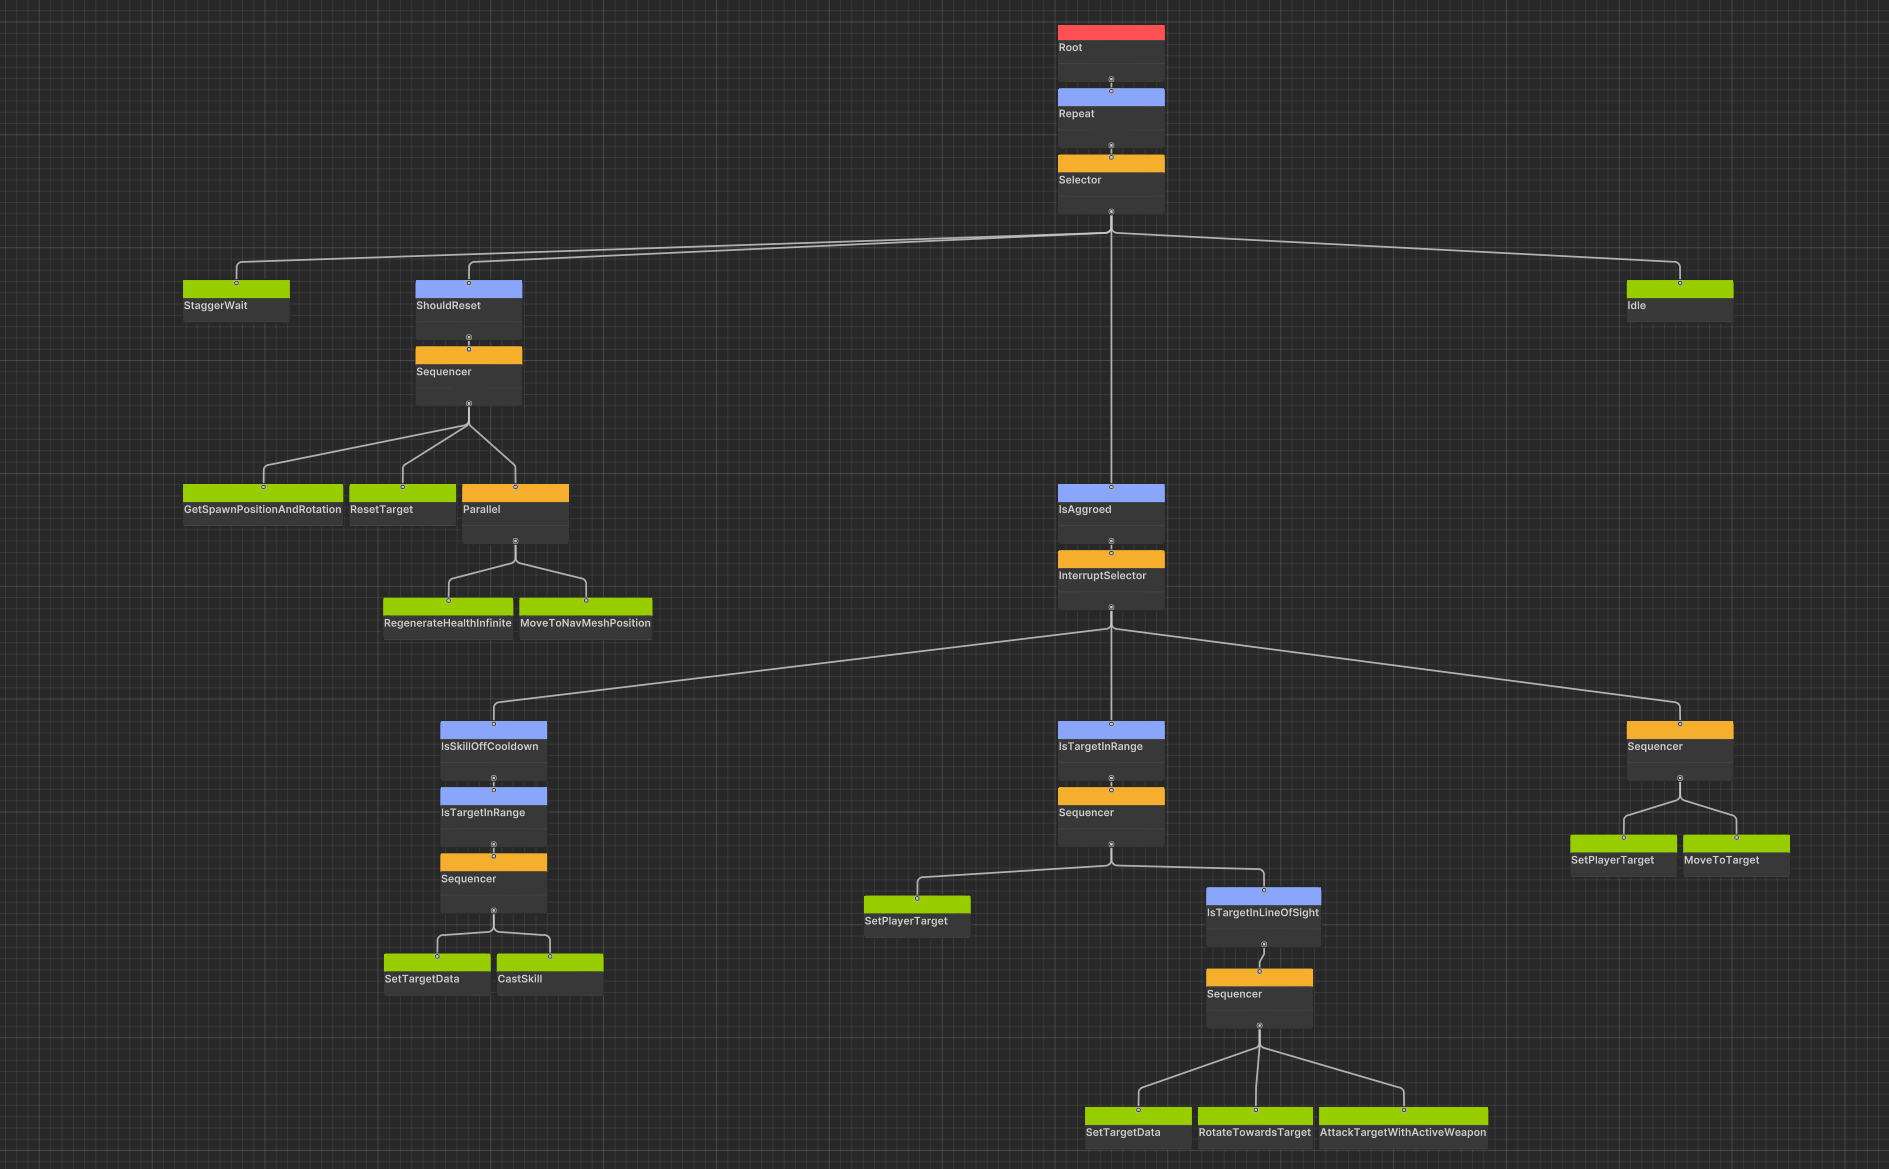 Root
Repeat
Selector
StaggerWait
ShouldReset
Idle
Sequencer
GetSpawnPositionAndRotation
ResetTarget
Parallel
IsAggroed
InterruptSelector
RegenerateHealthInfinite
MoveToNavMeshPosition
IsSkillOffCooldown
IsTargetInRange
Sequencer
IsTargetInRange
Sequencer
SetPlayerTarget
MoveToTarget
Sequencer
IsTargetInLineOfSight
SetPlayerTarget
SetTargetData
CastSkill
Sequencer
SetTargetData
RotateTowardsTarget
AttackTargetWithActiveWeapon